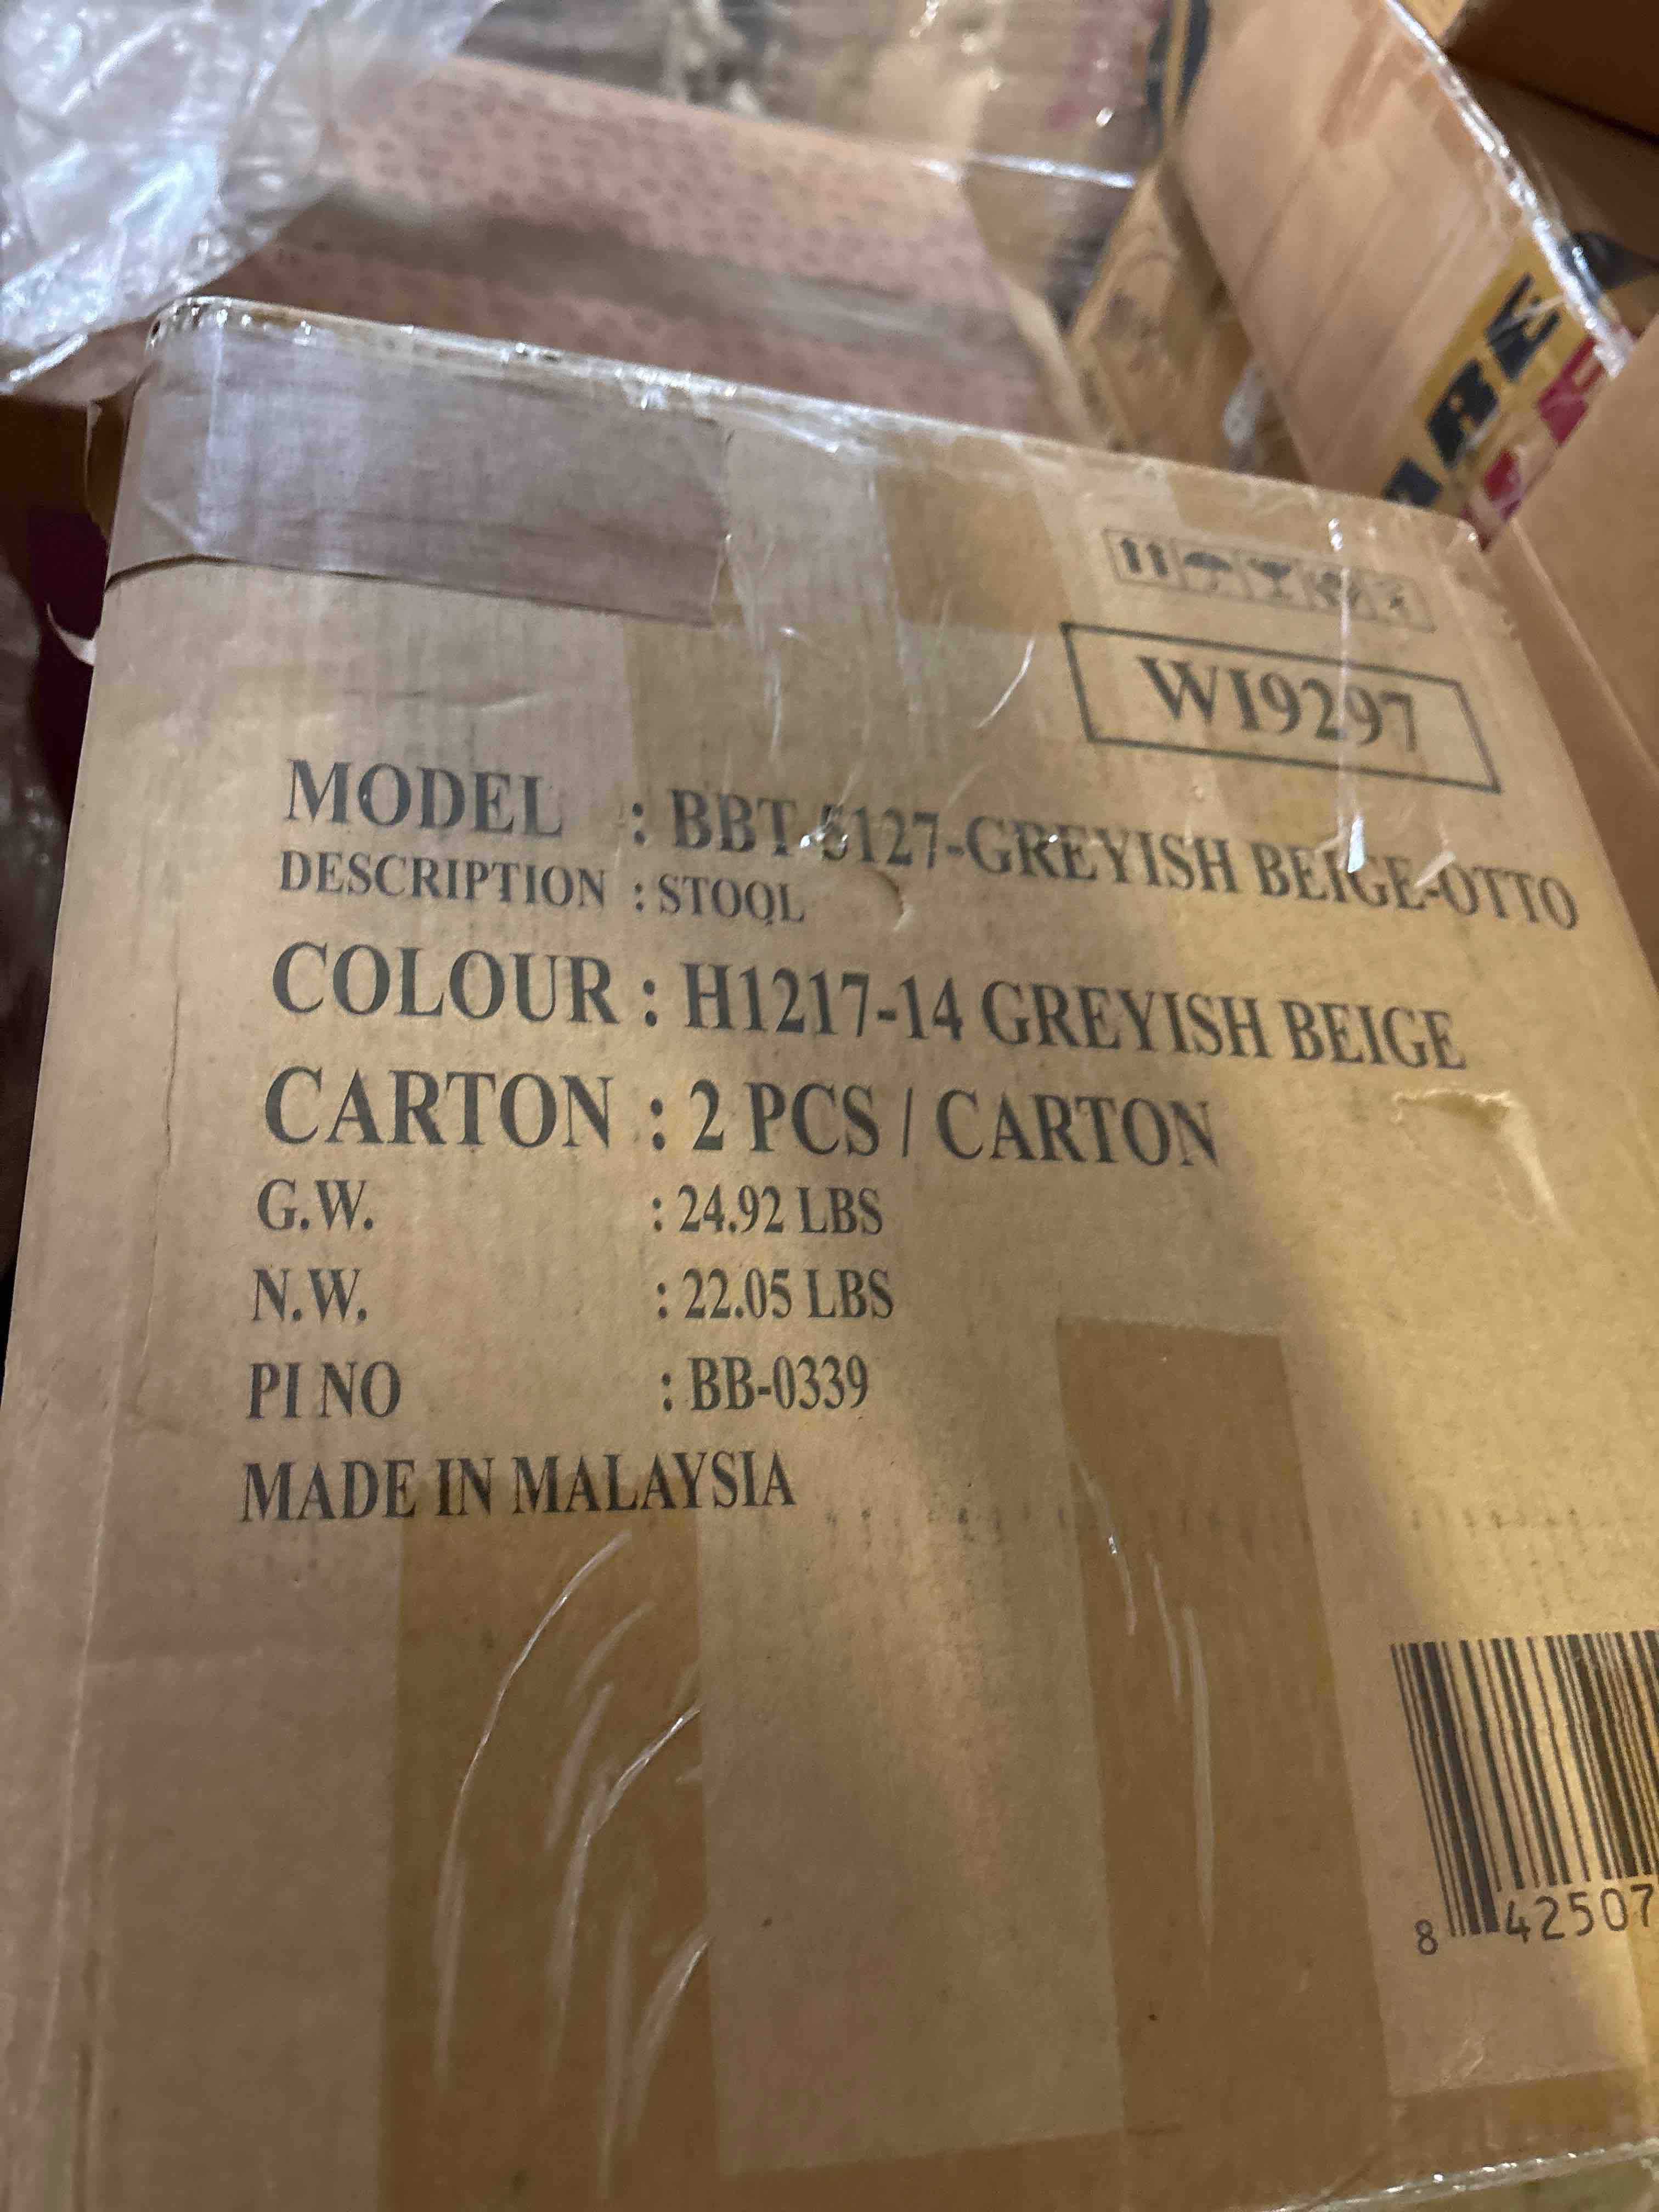 WI9297
MODEL : BBT-5127-GREYISH BEIGE-OTTO
DESCRIPTION : STOOL
COLOUR : H1217-14 GREYISH BEIGE
CARTON : 2 PCS / CARTON
G.W. : 24.92 LBS
N.W. : 22.05 LBS
PI NO : BB-0339
MADE IN MALAYSIA
8 42507